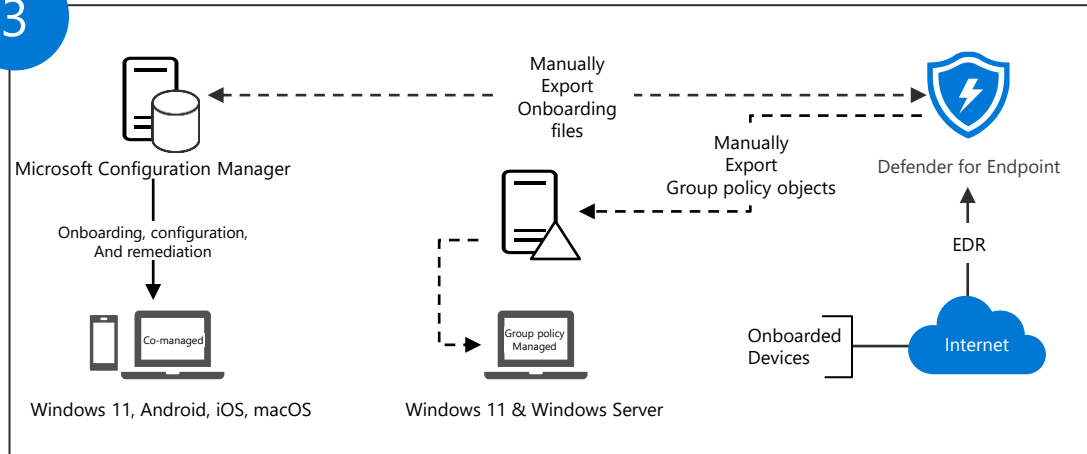 3
Manually
Export
Onboarding
files
Microsoft Configuration Manager
Manually
Export
Group policy objects
Defender for Endpoint
Onboarding, configuration,
And remediation
EDR
Co-managed
Group policy
Managed
Onboarded
Devices
Internet
Windows 11, Android, iOS, macOS
Windows 11 & Windows Server